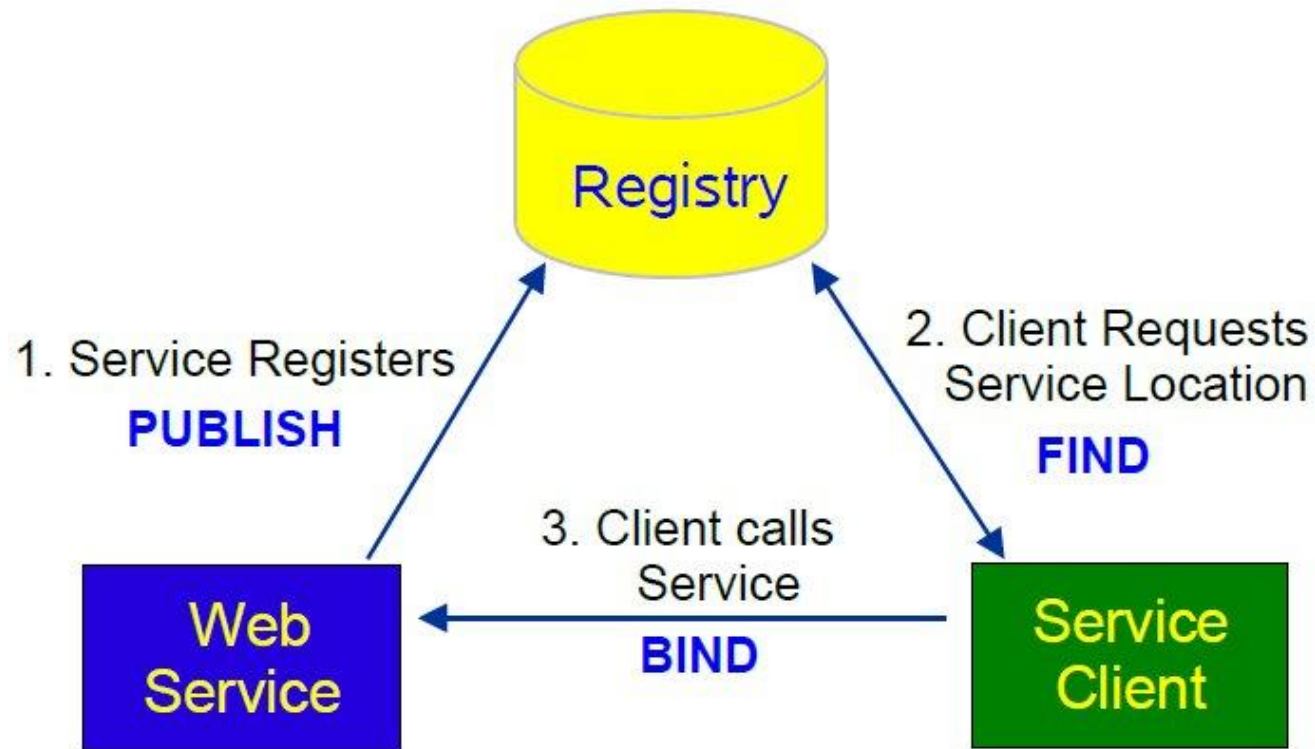 Registry
1. Service Registers
PUBLISH
2. Client Requests
Service Location
FIND
3. Client calls
Service
BIND
Web
Service
Service
Client